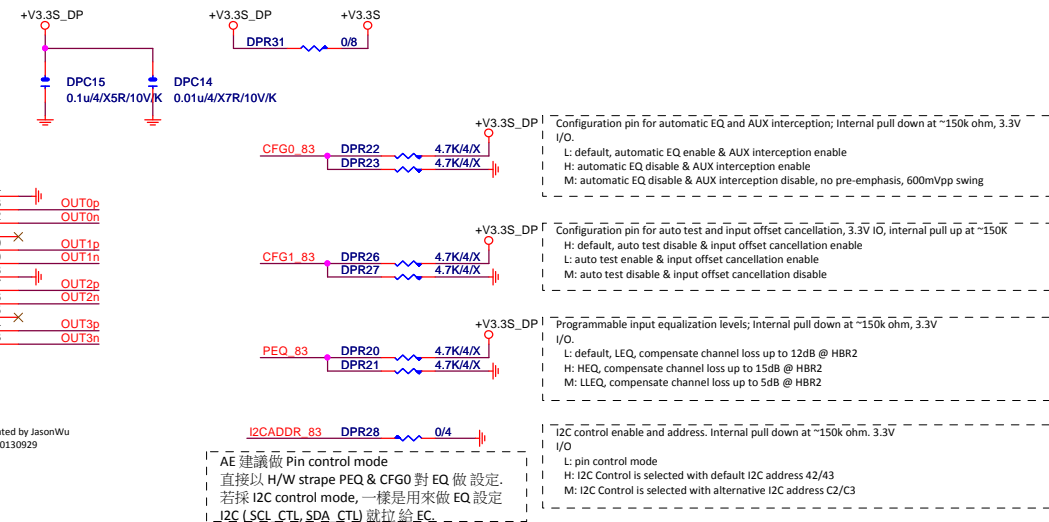 +V3.3S_DP
+V3.3S_DP
+V3.3S
DPR31
0/8
DPC15
0.1u/4/X5R/10V/K
DPC14
0.01u/4/X7R/10V/K
OUT0p
OUT0n
OUT1p
OUT1n
OUT2p
OUT2n
OUT3p
OUT3n
+V3.3S_DP
CFG0_83
DPR22
4.7K/4/X
DPR23
4.7K/4/X
Configuration pin for automatic EQ and AUX interception; Internal pull down at ~150k ohm, 3.3V
I/O.
L: default, automatic EQ enable & AUX interception enable
H: automatic EQ disable & AUX interception enable
M: automatic EQ disable & AUX interception disable, no pre-emphasis, 600mVpp swing
+V3.3S_DP
CFG1_83
DPR26
4.7K/4/X
DPR27
4.7K/4/X
Configuration pin for auto test and input offset cancellation, 3.3V IO, internal pull up at ~150K
H: default, auto test disable & input offset cancellation enable
L: auto test enable & input offset cancellation enable
M: auto test disable & input offset cancellation disable
+V3.3S_DP
PEQ_83
DPR20
4.7K/4/X
DPR21
4.7K/4/X
Programmable input equalization levels; Internal pull down at ~150k ohm, 3.3V
I/O.
L: default, LEQ, compensate channel loss up to 12dB @ HBR2
H: HEQ, compensate channel loss up to 15dB @ HBR2
M: LLEQ, compensate channel loss up to 5dB @ HBR2
by JasonWu
0130929
I2CADDR_83
DPR28
0/4
I2C control enable and address. Internal pull down at ~150k ohm. 3.3V
I/O
L: pin control mode
H: I2C Control is selected with default I2C address 42/43
M: I2C Control is selected with alternative I2C address C2/C3
AE 建議做 Pin control mode
直接以 H/W strape PEQ & CFG0 對 EQ 做 設定.
若採 I2C control mode, 一樣是用來做 EQ 設定
I2C ( SCL_CTL, SDA_CTL) 就拉 給 EC.